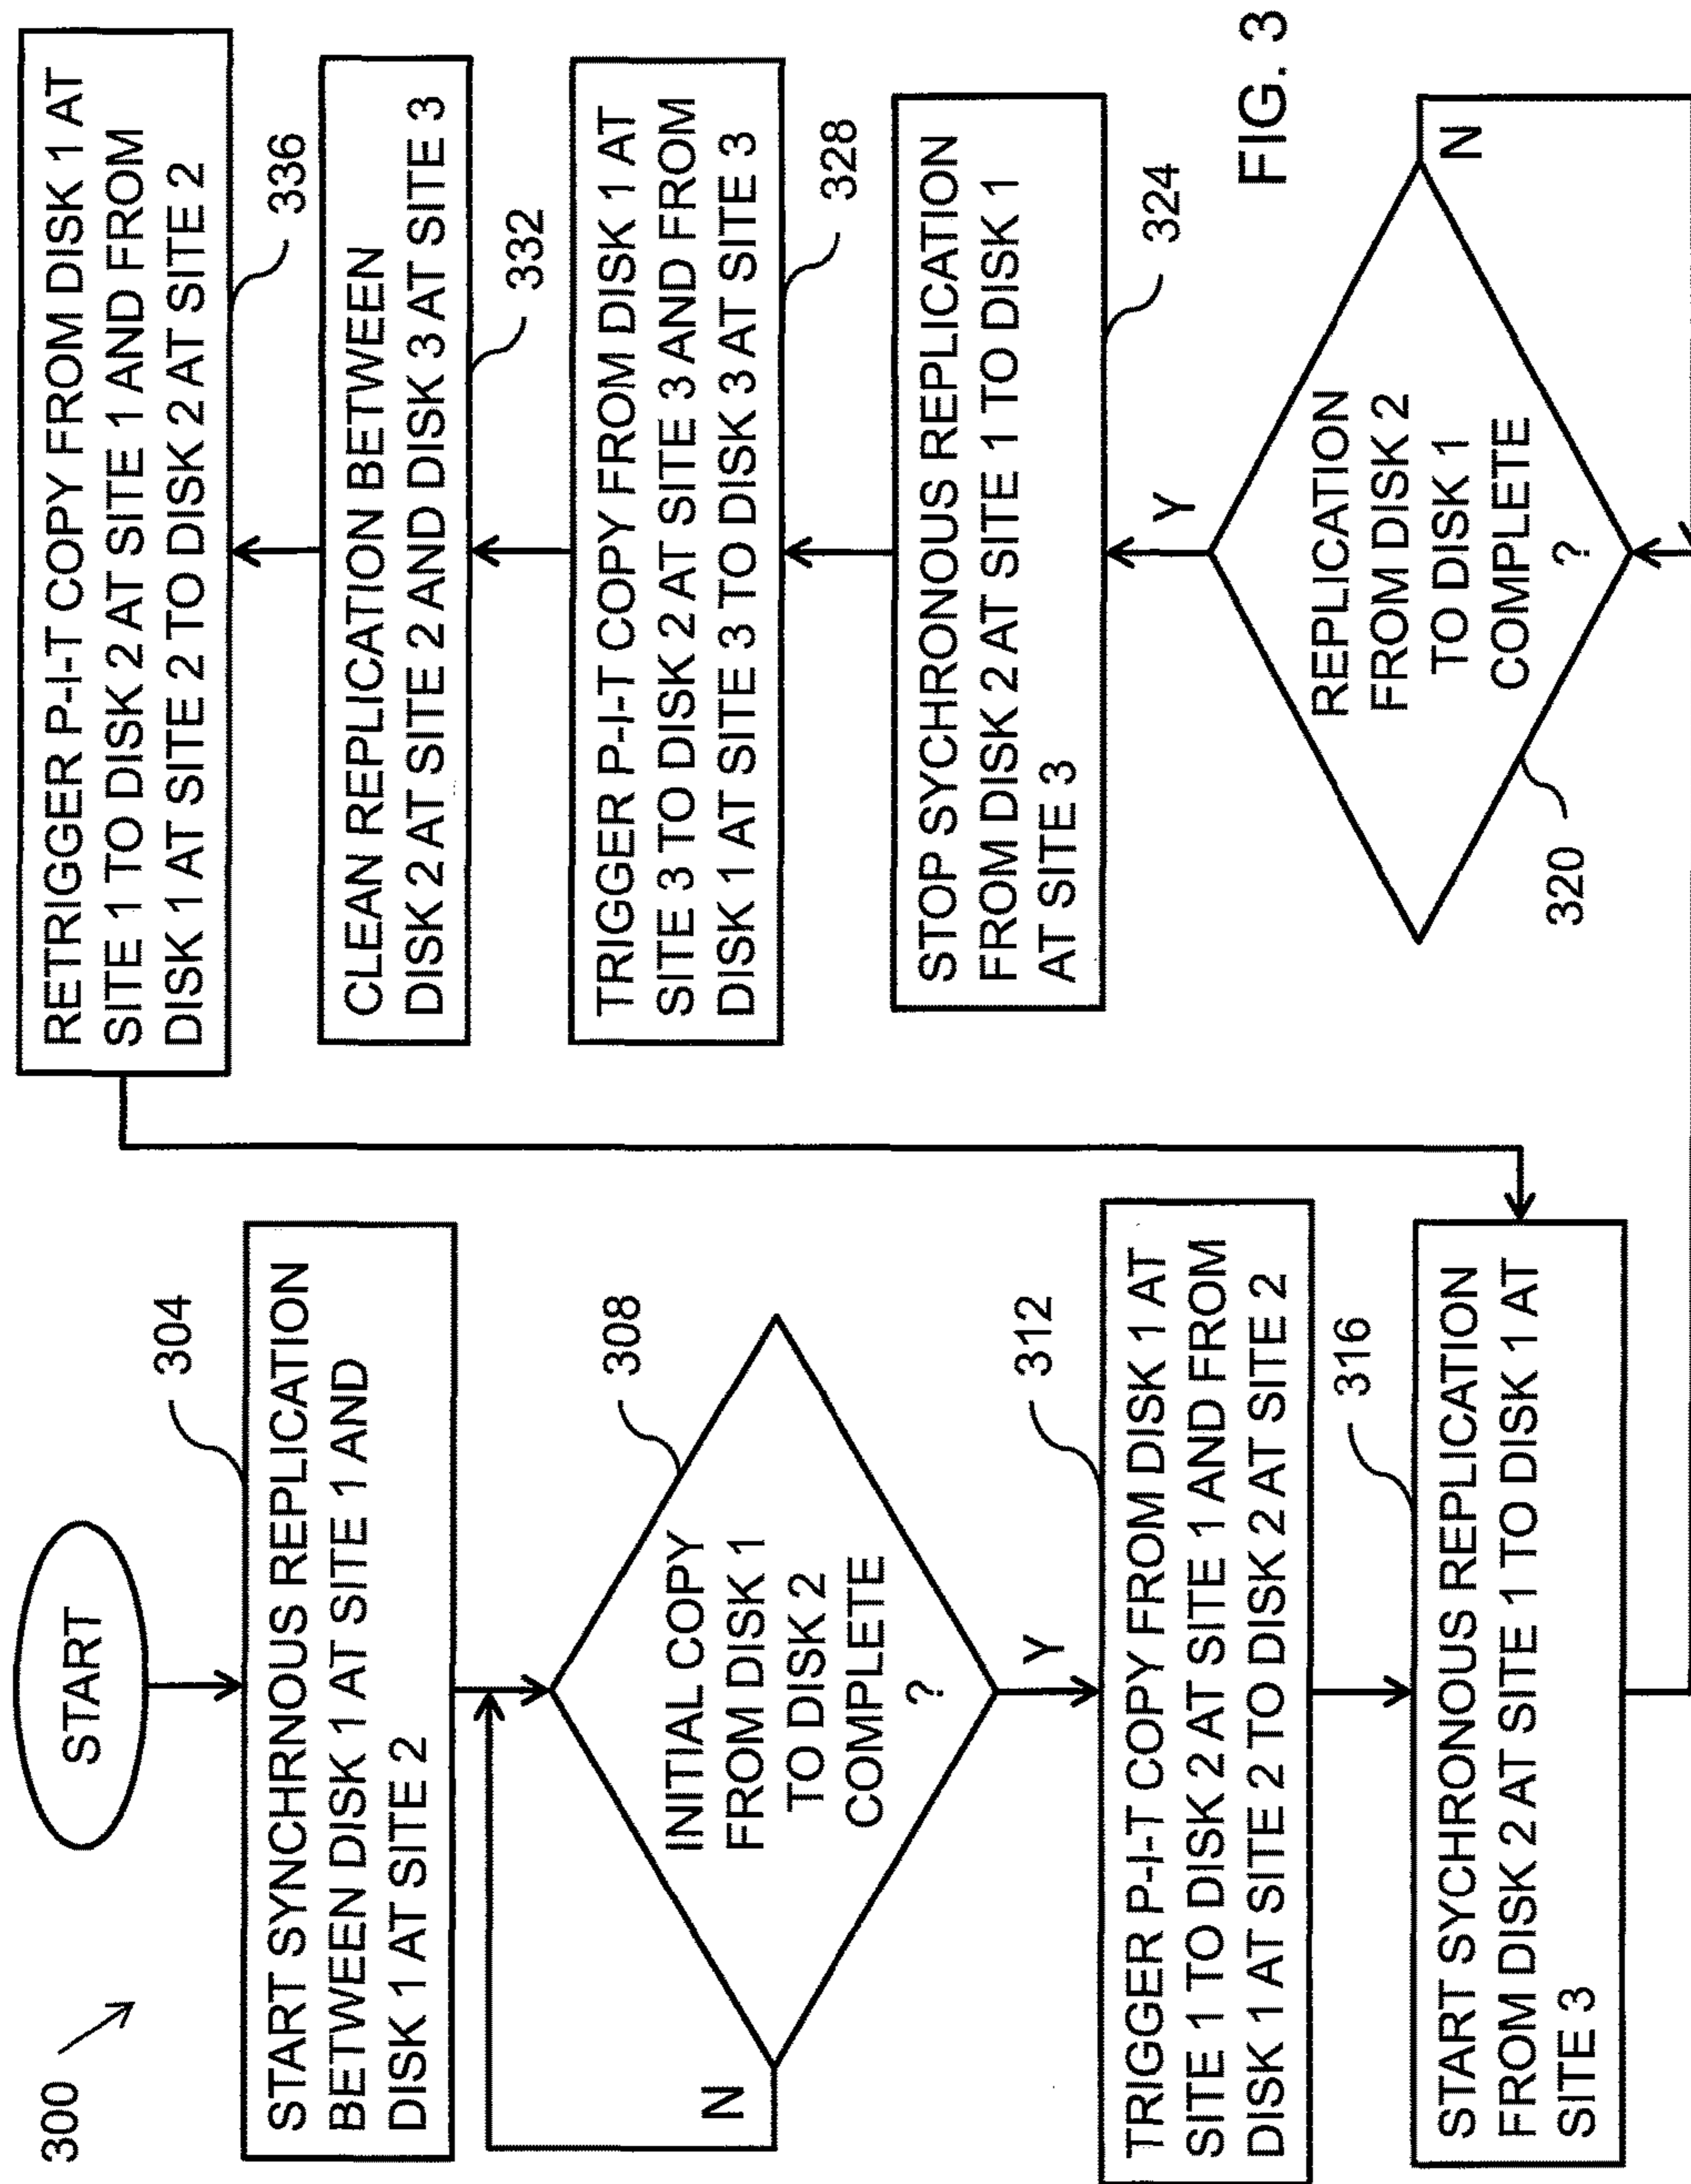 300
START
304
START SYNCHRNOUS REPLICATION
BETWEEN DISK 1 AT SITE 1 AND
DISK 1 AT SITE 2
308
INITIAL COPY
FROM DISK 1
TO DISK 2
COMPLETE
?
N
Y
312
TRIGGER P-I-T COPY FROM DISK 1 AT
SITE 1 TO DISK 2 AT SITE 1 AND FROM
DISK 1 AT SITE 2 TO DISK 2 AT SITE 2
316
START SYCHRONOUS REPLICATION
FROM DISK 2 AT SITE 1 TO DISK 1 AT
SITE 3
320
REPLICATION
FROM DISK 2
TO DISK 1
COMPLETE
?
N
Y
324
STOP SYCHRONOUS REPLICATION
FROM DISK 2 AT SITE 1 TO DISK 1
AT SITE 3
328
TRIGGER P-I-T COPY FROM DISK 1 AT
SITE 3 TO DISK 2 AT SITE 3 AND FROM
DISK 1 AT SITE 3 TO DISK 3 AT SITE 3
332
CLEAN REPLICATION BETWEEN
DISK 2 AT SITE 2 AND DISK 3 AT SITE 3
336
RETRIGGER P-I-T COPY FROM DISK 1 AT
SITE 1 TO DISK 2 AT SITE 1 AND FROM
DISK 1 AT SITE 2 TO DISK 2 AT SITE 2
FIG. 3